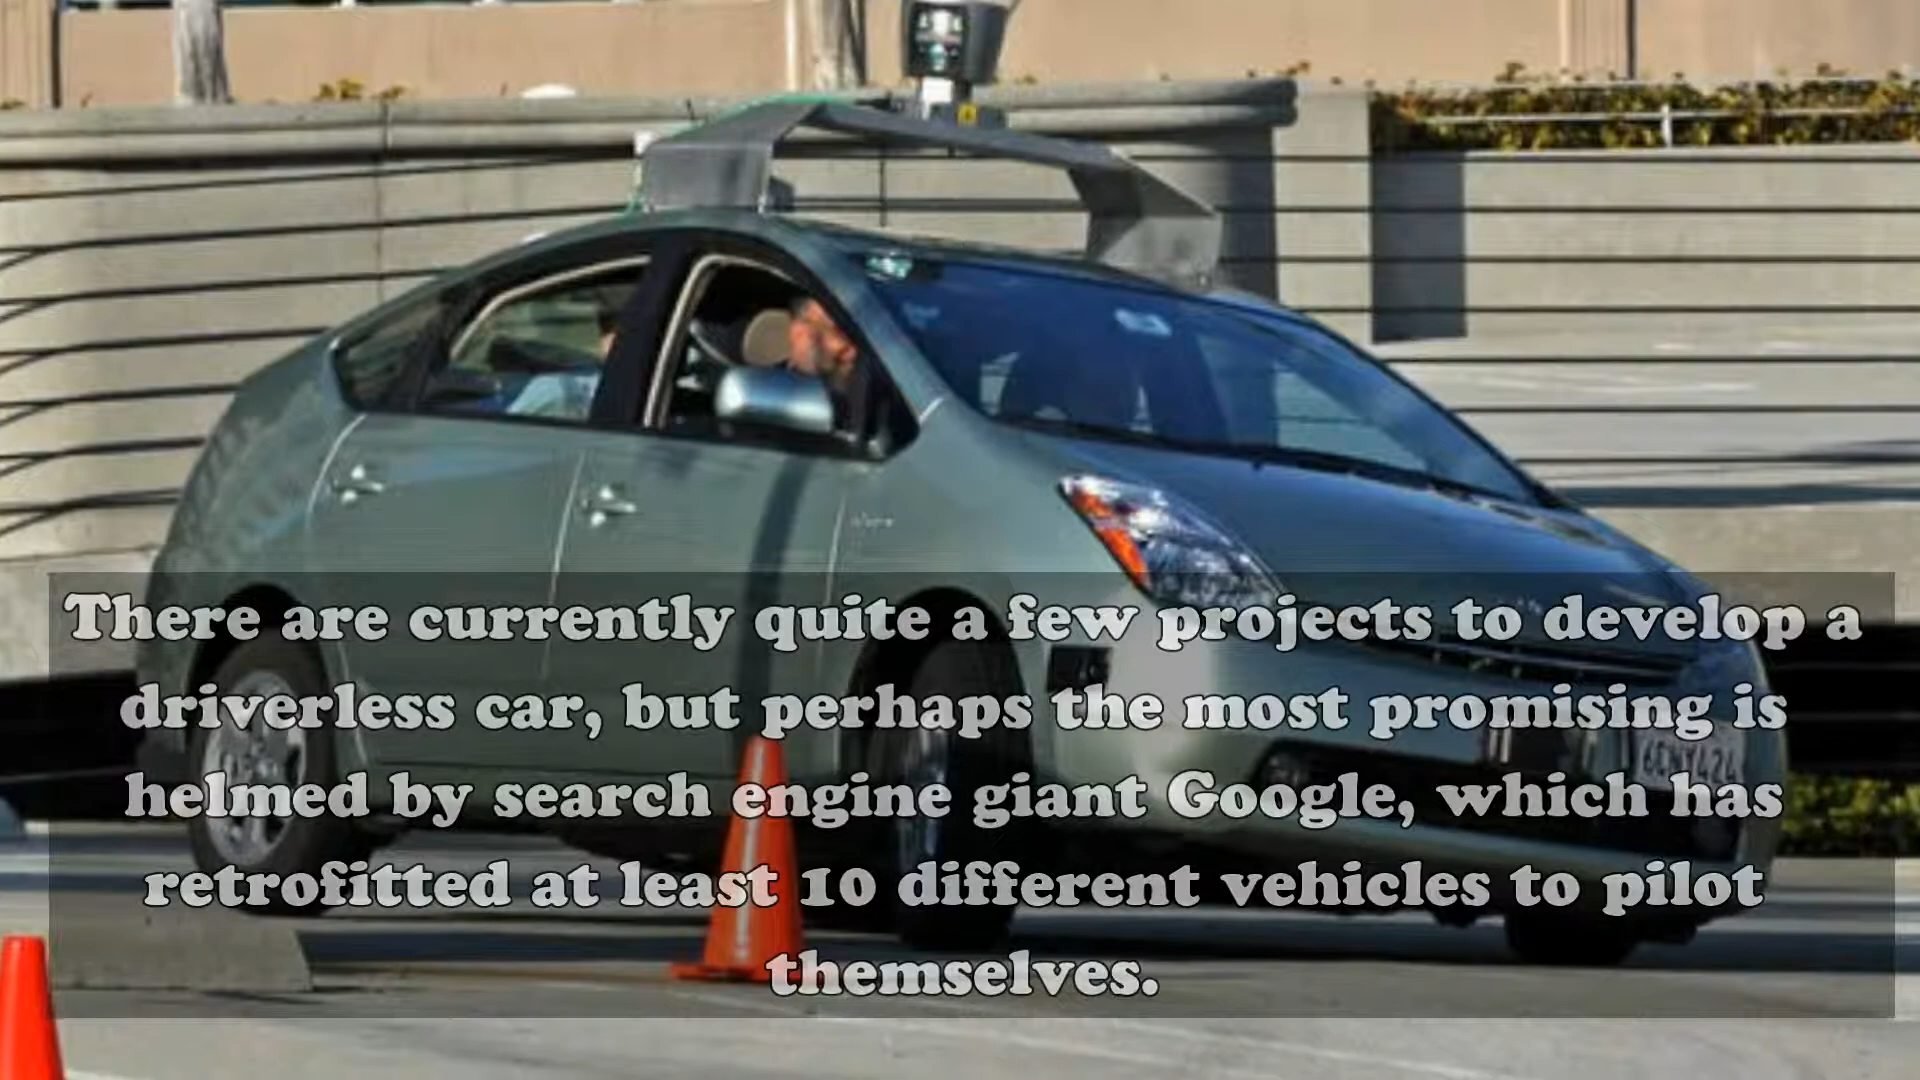 There are currently quite a few projects to develop a
driverless car, but perhaps the most promising is
helmed by search engine giant Google, which has
retrofitted at least 10 different vehicles to pilot
themselves.